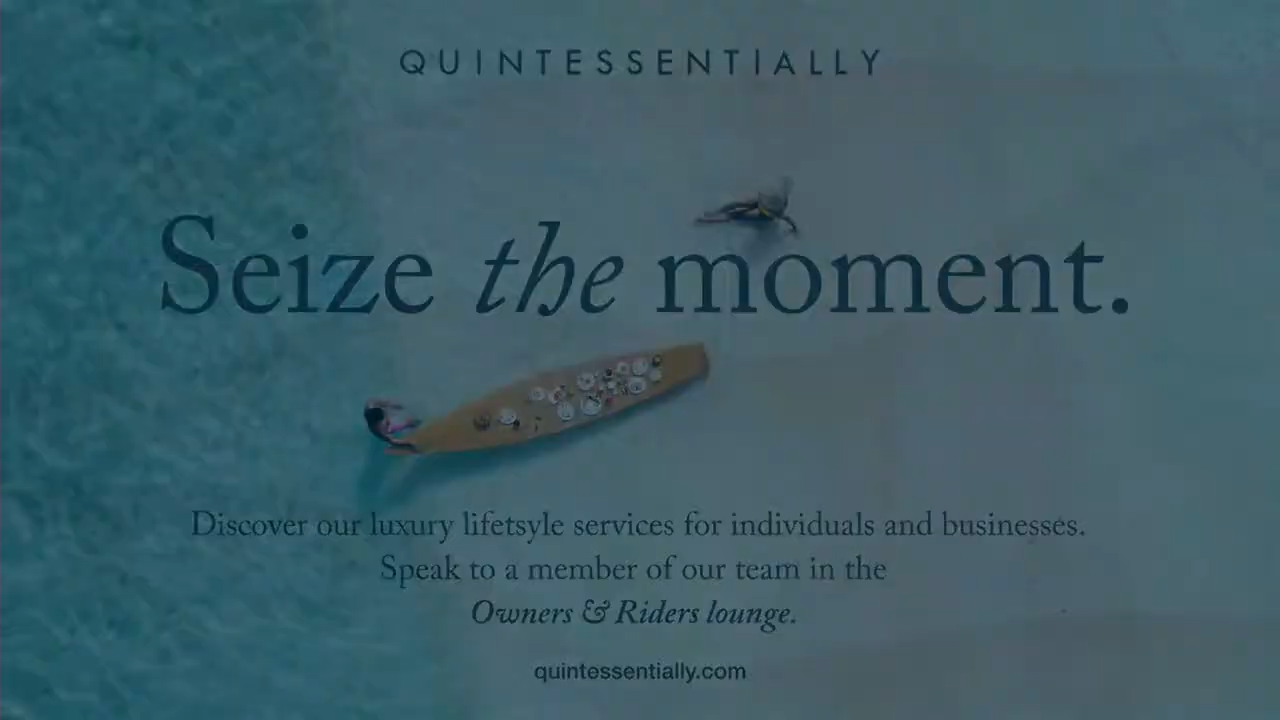 QUINTESSENTIALLY
Seize the moment.
Discover our luxury lifetsyle services for individuals and businesses.
Speak to a member of our team in the
Owners & Riders lounge.
quintessentially.com